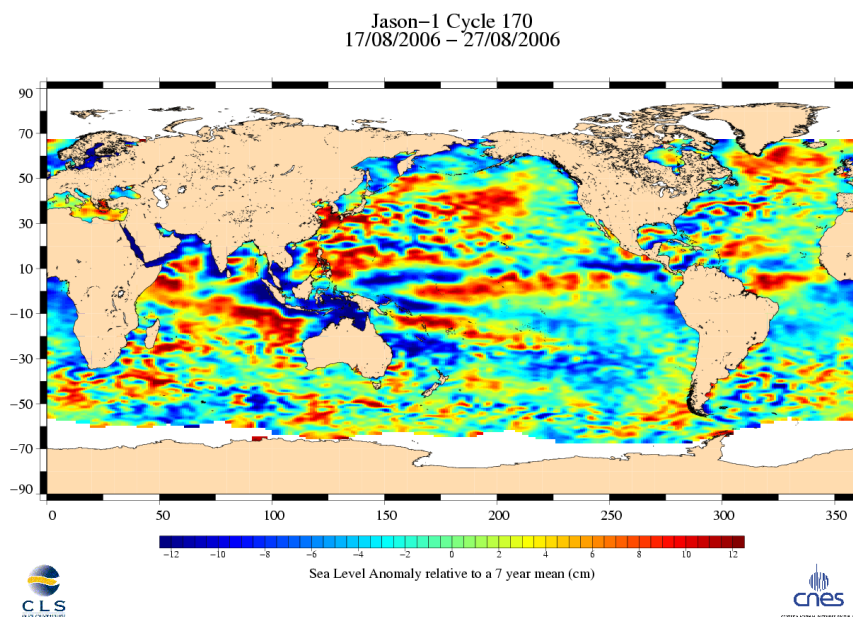 Jason-1 Cycle 170
17/08/2006 – 27/08/2006
90
70
50
30
10
−10
−30
−50
−70
−90
0 50 100 150 200 250 300 350
−12 −10 −8 −6 −4 −2 0 2 4 6 8 10 12
Sea Level Anomaly relative to a 7 year mean (cm)
CLS
cnes